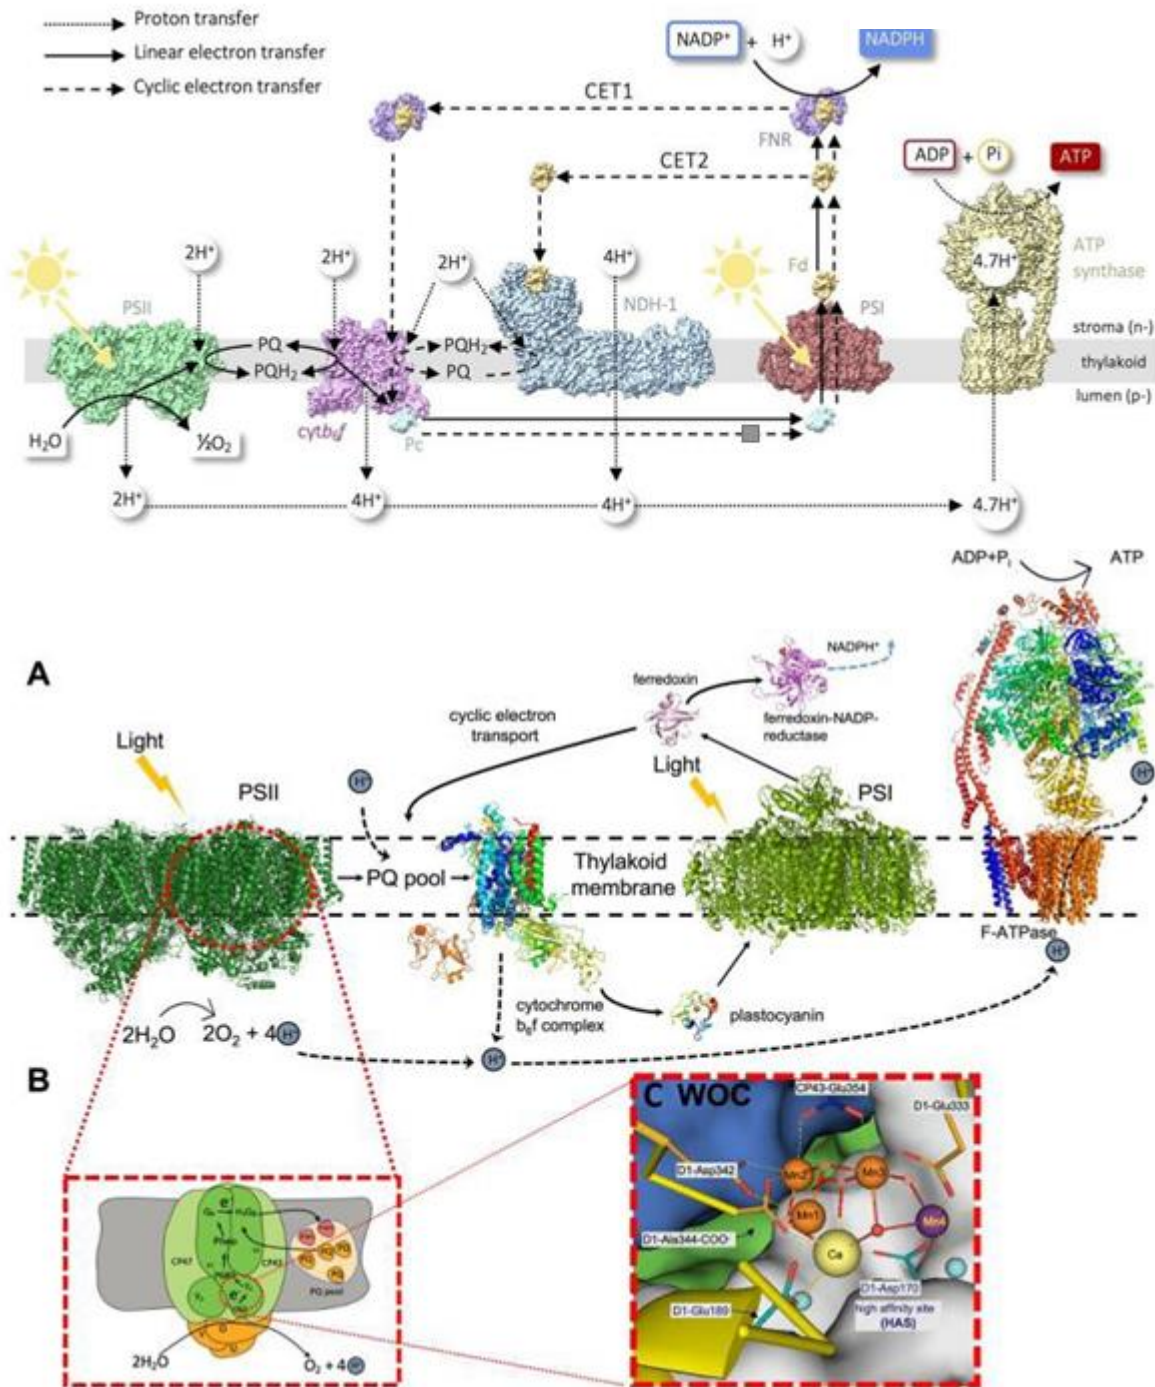 Proton transfer
Linear electron transfer
Cyclic electron transfer
NADP⁺ + H⁺ NADPH
CET1
FNR
CET2
ADP + Pi ATP
2H⁺ 2H⁺ 2H⁺ 4H⁺
Fd
4.7H⁺
ATP
synthase
PSII
NDH-1
PSI
stroma (n-)
PQ PQH₂
thylakoid
PQH₂ PQ
lumen (p-)
cytb₆f
Pc
H₂O ½O₂
2H⁺ 4H⁺ 4H⁺ 4.7H⁺
ADP+Pᵢ ATP
A
NADPH⁺
ferredoxin
cyclic electron
transport
ferredoxin-NADP-
reductase
Light
Light
H⁺
H⁺
PSII
PSI
PQ pool
Thylakoid
membrane
F-ATPase
H⁺
cytochrome
b₆f complex
plastocyanin
2H₂O 2O₂ + 4 H⁺
H⁺
B
C WOC
CP43-Glu354
D1-Glu333
D1-Asp342
Mn2
Mn3
Mn1
Mn4
D1-Ala344-COO⁻
Ca
D1-Asp170
high affinity site
(HAS)
D1-Glu189
CP47
CP43
PQ
PQ
PQ
PQ pool
2H₂O
O₂ + 4 H⁺